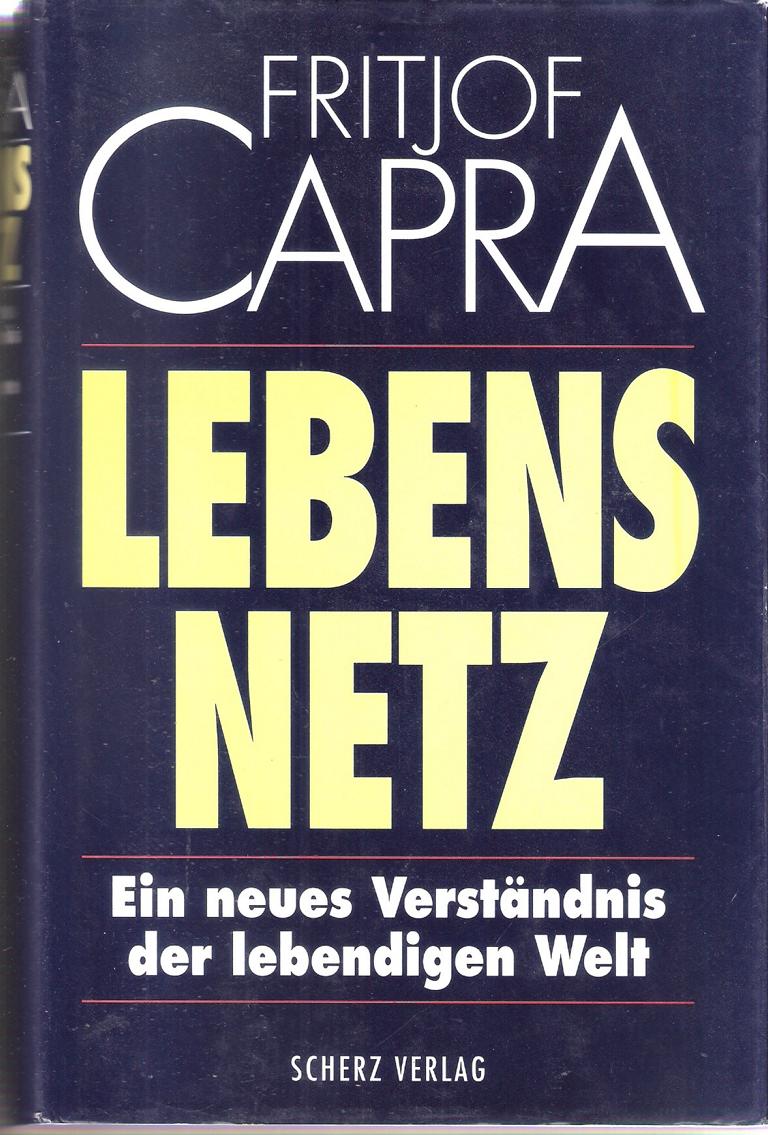 FRITJOF
CAPRA
LEBENS
NETZ
Ein neues Verständnis
der lebendigen Welt
SCHERZ VERLAG